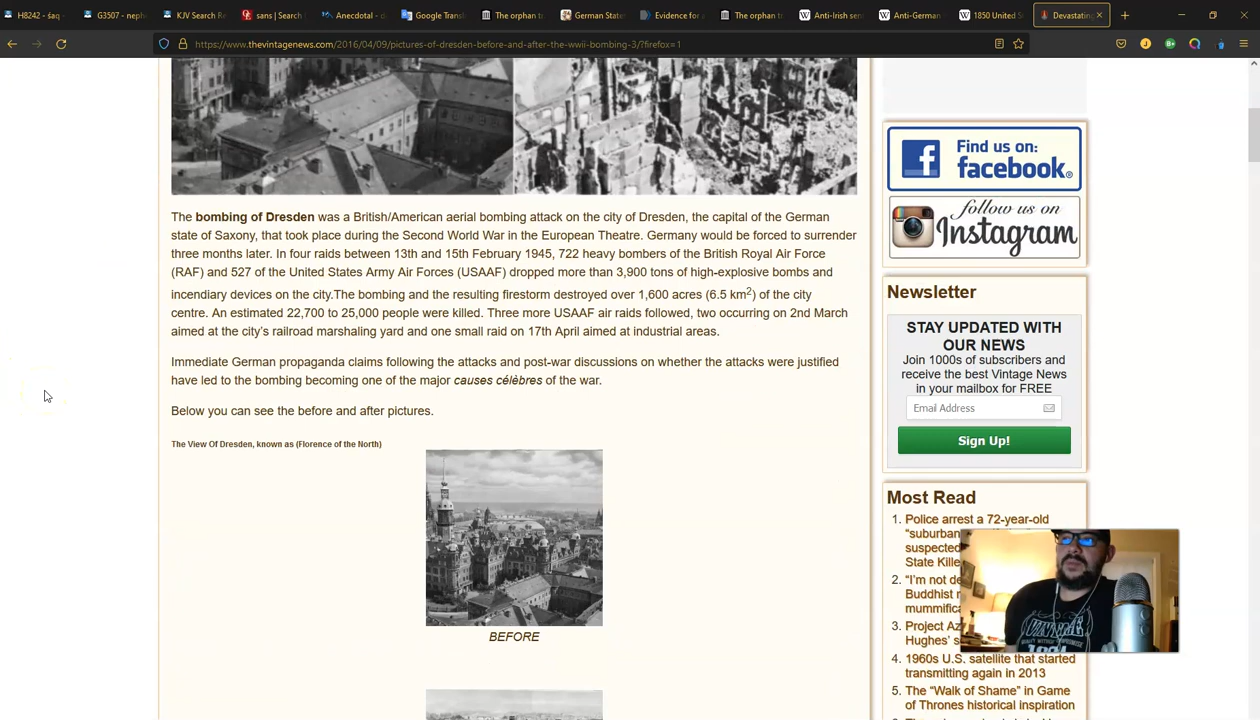 H8242 - śaq
G3507 - neph
KJV Search Re
sans | Search
Anecdotal - d
Google Transl
The orphan tr
German State
Evidence for
The orphan tr
Anti-Irish sen
Anti-German
1850 United S
Devastating
https://www.thevintagenews.com/2016/04/09/pictures-of-dresden-before-and-after-the-wwii-bombing-3/?firefox=1
The bombing of Dresden was a British/American aerial bombing attack on the city of Dresden, the capital of the German
state of Saxony, that took place during the Second World War in the European Theatre. Germany would be forced to surrender
three months later. In four raids between 13th and 15th February 1945, 722 heavy bombers of the British Royal Air Force
(RAF) and 527 of the United States Army Air Forces (USAAF) dropped more than 3,900 tons of high-explosive bombs and
incendiary devices on the city.The bombing and the resulting firestorm destroyed over 1,600 acres (6.5 km2) of the city
centre. An estimated 22,700 to 25,000 people were killed. Three more USAAF air raids followed, two occurring on 2nd March
aimed at the city's railroad marshaling yard and one small raid on 17th April aimed at industrial areas.
Immediate German propaganda claims following the attacks and post-war discussions on whether the attacks were justified
have led to the bombing becoming one of the major causes célèbres of the war.
Below you can see the before and after pictures.
The View Of Dresden, known as (Florence of the North)
BEFORE
Find us on:
facebook®
follow us on
Instagram
Newsletter
STAY UPDATED WITH
OUR NEWS
Join 1000s of subscribers and
receive the best Vintage News
in your mailbox for FREE
Email Address
Sign Up!
Most Read
1. Police arrest a 72-year-old
"suburban
suspected
State Kille
2. "I'm not de
Buddhist
mummifica
3. Project Az
Hughes' s
4. 1960s U.S. satellite that started
transmitting again in 2013
5. The "Walk of Shame" in Game
of Thrones historical inspiration